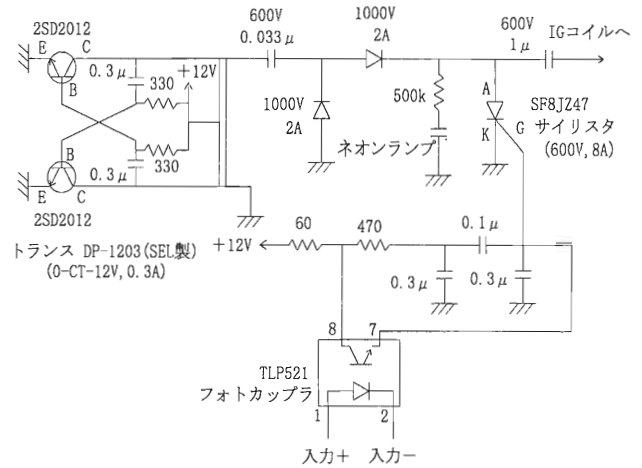 2SD2012
E
C
B
0.3μ
330
+12V
600V
0.033μ
1000V
2A
1000V
2A
500k
ネオンランプ
600V
1μ
IGコイルへ
A
K
G
SF8JZ47
サイリスタ
(600V,8A)
330
0.3μ
B
E
C
2SD2012
トランス DP-1203(SEL製)
(0-CT-12V,0.3A)
+12V
60
470
0.1μ
0.3μ
0.3μ
8
7
TLP521
フォトカップラ
1
2
入力+
入力-